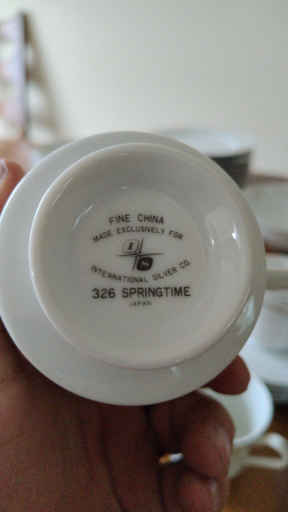 FINE CHINA
MADE EXCLUSIVELY FOR
I S
INTERNATIONAL SILVER CO.
326 SPRINGTIME
JAPAN